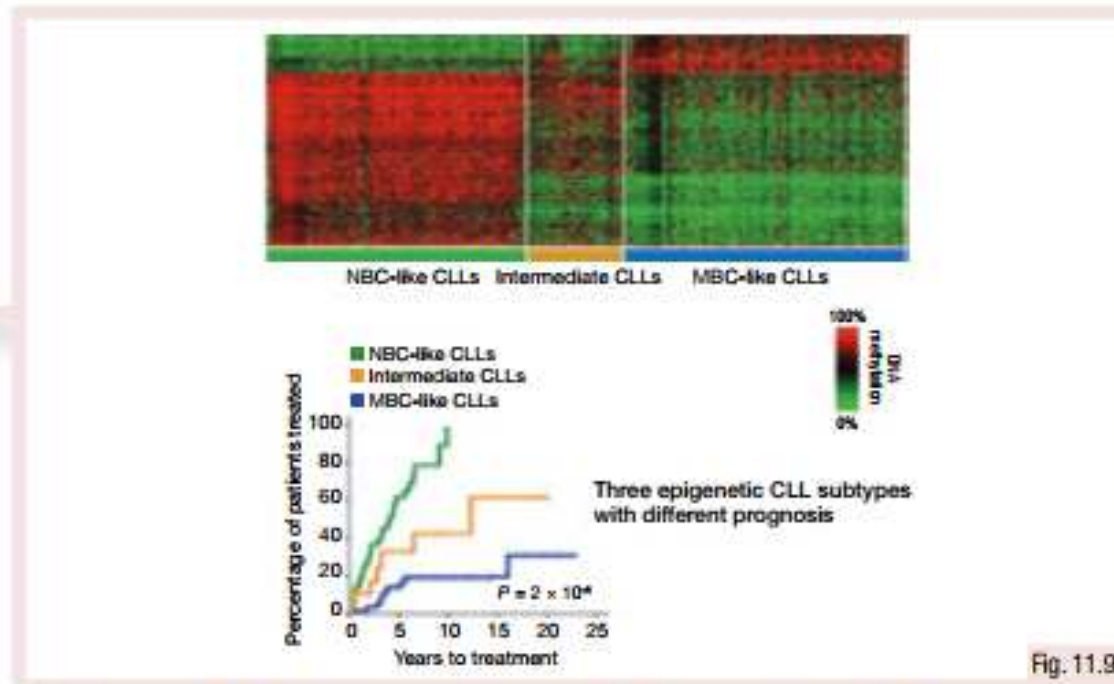 NBC-like CLLs Intermediate CLLs MBC-like CLLs
100%
DNA
methylation
0%
NBC-like CLLs
Intermediate CLLs
MBC-like CLLs
Percentage of patients treated
100
80
60
40
20
0
P = 2 × 10
0 5 10 15 20 25
Years to treatment
Three epigenetic CLL subtypes
with different prognosis
Fig. 11.9